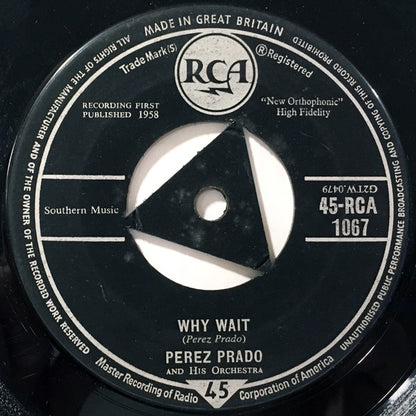 MADE IN GREAT BRITAIN
ALL RIGHTS OF THE MANUFACTURER AND OF THE OWNER OF THE RECORDED WORK RESERVED
UNAUTHORISED PUBLIC PERFORMANCE BROADCASTING AND COPYING OF THIS RECORD PROHIBITED
Trade Mark(s)
®Registered
RCA
RECORDING FIRST
PUBLISHED 1958
"New Orthophonic"
High Fidelity
Southern Music
G2TW.0479
45-RCA
1067
WHY WAIT
(Perez Prado)
PEREZ PRADO
AND HIS ORCHESTRA
Master Recording of Radio Corporation of America
45